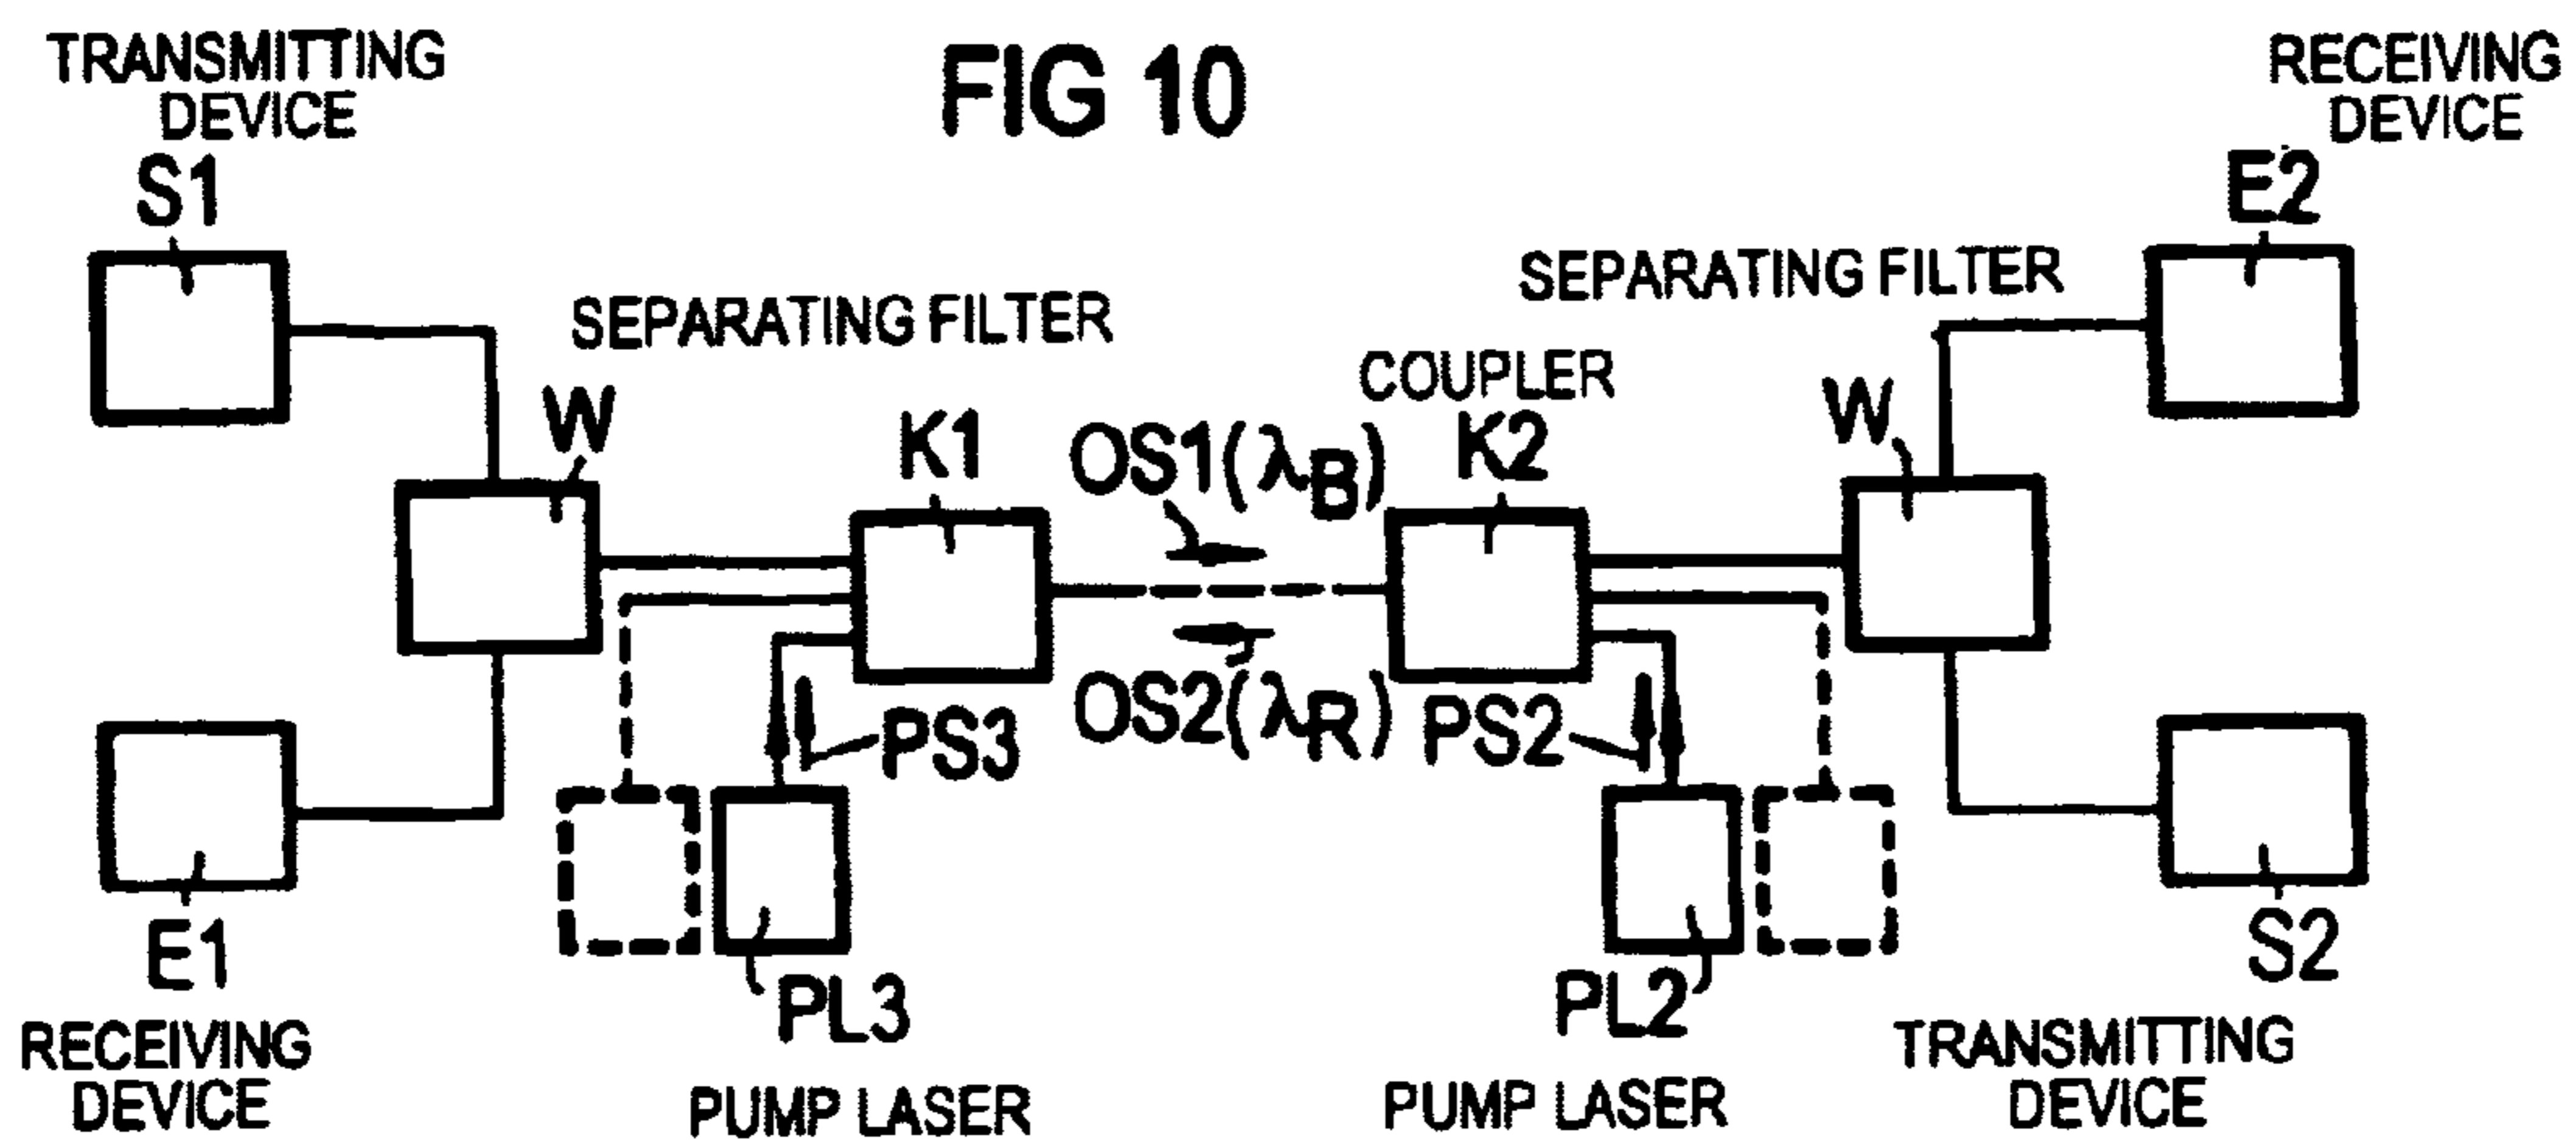 FIG 10
TRANSMITTING
DEVICE
S1
RECEIVING
DEVICE
E2
SEPARATING FILTER
W
K1
OS1(λB)
COUPLER
K2
SEPARATING FILTER
W
OS2(λR)
PS3
PS2
E1
RECEIVING
DEVICE
PL3
PUMP LASER
PL2
PUMP LASER
S2
TRANSMITTING
DEVICE